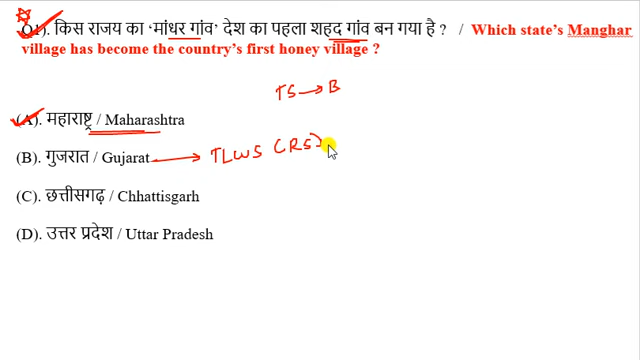 Q1). किस राजय का ‘मांधर गांव’ देश का पहला शहद गांव बन गया है ? / Which state’s Manghar
village has become the country’s first honey village ?
TS → B
(A). महाराष्ट्र / Maharashtra
(B). गुजरात / Gujarat → TLWS (RS)
(C). छत्तीसगढ़ / Chhattisgarh
(D). उत्तर प्रदेश / Uttar Pradesh